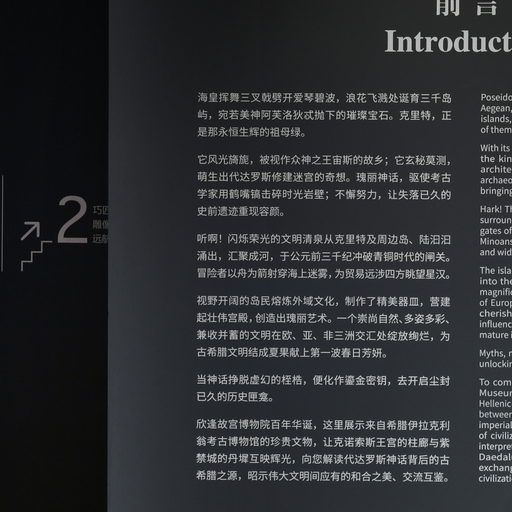 前言
Introduct
海皇挥舞三叉戟劈开爱琴碧波，浪花飞溅处诞育三千岛
屿，宛若美神阿芙洛狄忒抛下的璀璨宝石。克里特，正
是那永恒生辉的祖母绿。
它风光旖旎，被视作众神之王宙斯的故乡；它玄秘莫测，
萌生出代达罗斯修建迷宫的奇想。瑰丽神话，驱使考古
学家用鹤嘴镐击碎时光岩壁；不懈努力，让失落已久的
史前遗迹重现容颜。
听啊！闪烁荣光的文明清泉从克里特及周边岛、陆汩汩
涌出，汇聚成河，于公元前三千纪冲破青铜时代的闸关。
冒险者以舟为箭射穿海上迷雾，为贸易远涉四方眺望星汉。
视野开阔的岛民熔炼外域文化，制作了精美器皿，营建
起壮伟宫殿，创造出瑰丽艺术。一个崇尚自然、多姿多彩、
兼收并蓄的文明在欧、亚、非三洲交汇处绽放绚烂，为
古希腊文明结成夏果献上第一波春日芳妍。
当神话挣脱虚幻的桎梏，便化作鎏金密钥，去开启尘封
已久的历史匣龛。
欣逢故宫博物院百年华诞，这里展示来自希腊伊拉克利
翁考古博物馆的珍贵文物，让克诺索斯王宫的柱廊与紫
禁城的丹墀互映辉光，向您解读代达罗斯神话背后的古
希腊之源，昭示伟大文明间应有的和合之美、交流互鉴。
Poseido
Aegean,
islands,
of them
With its
the kin
archite
archaeo
bringing
Hark! Th
surroun
gates of
Minoans
and wid
The isla
into the
magnific
of Europ
cherish
influenc
mature i
Myths, r
unlockin
To com
Museur
Hellenic
between
imperial
of civiliz
interpret
Daedal
exchang
civilizati
2
巧匠
雕像
远航